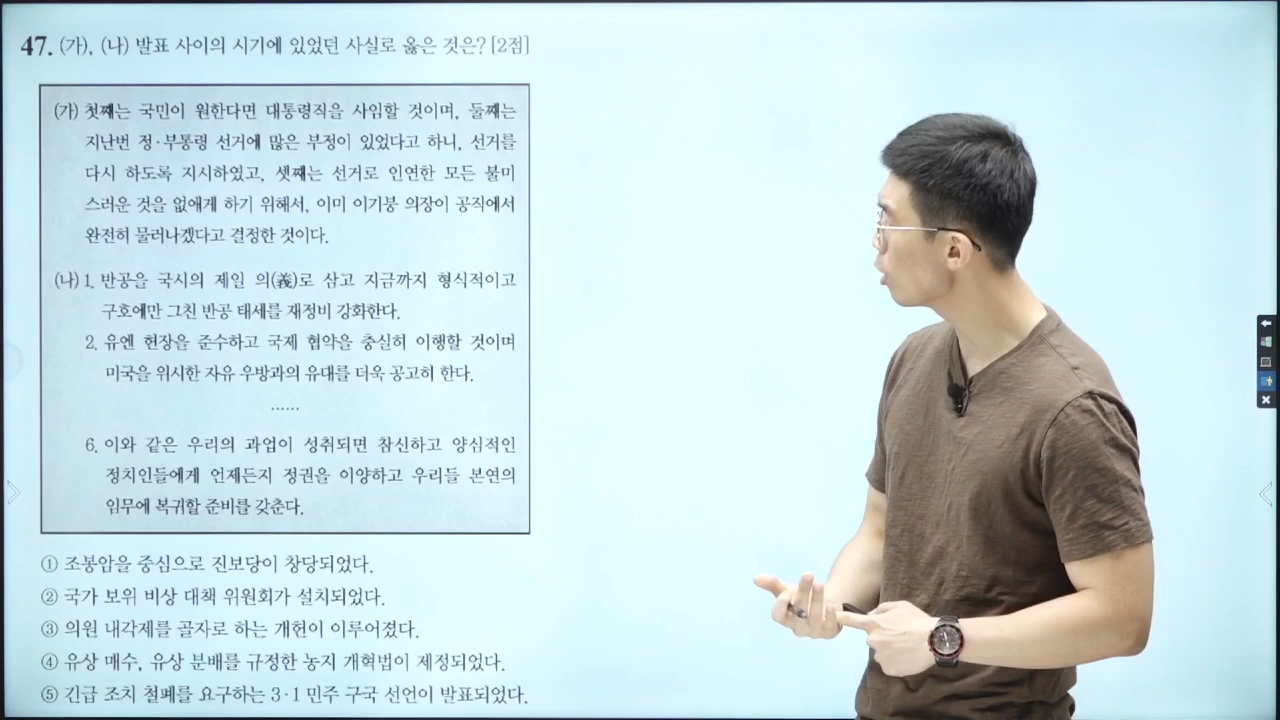 47. (가), (나) 발표 사이의 시기에 있었던 사실로 옳은 것은? [2점]
(가) 첫째는 국민이 원한다면 대통령직을 사임할 것이며, 둘째는
지난번 정·부통령 선거에 많은 부정이 있었다고 하니, 선거를
다시 하도록 지시하였고, 셋째는 선거로 인연한 모든 불미
스러운 것을 없애게 하기 위해서, 이미 이기붕 의장이 공직에서
완전히 물러나겠다고 결정한 것이다.
(나) 1. 반공을 국시의 제일 의(義)로 삼고 지금까지 형식적이고
구호에만 그친 반공 태세를 재정비 강화한다.
2. 유엔 헌장을 준수하고 국제 협약을 충실히 이행할 것이며
미국을 위시한 자유 우방과의 유대를 더욱 공고히 한다.
……
6. 이와 같은 우리의 과업이 성취되면 참신하고 양심적인
정치인들에게 언제든지 정권을 이양하고 우리들 본연의
임무에 복귀할 준비를 갖춘다.
① 조봉암을 중심으로 진보당이 창당되었다.
② 국가 보위 비상 대책 위원회가 설치되었다.
③ 의원 내각제를 골자로 하는 개헌이 이루어졌다.
④ 유상 매수, 유상 분배를 규정한 농지 개혁법이 제정되었다.
⑤ 긴급 조치 철폐를 요구하는 3·1 민주 구국 선언이 발표되었다.